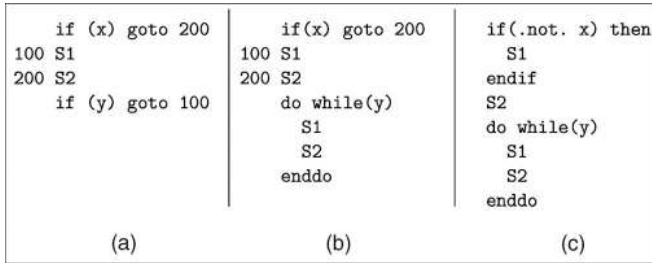 if (x) goto 200
100 S1
200 S2
if (y) goto 100
(a)
if(x) goto 200
100 S1
200 S2
do while(y)
S1
S2
enddo
(b)
if(.not. x) then
S1
endif
S2
do while(y)
S1
S2
enddo
(c)